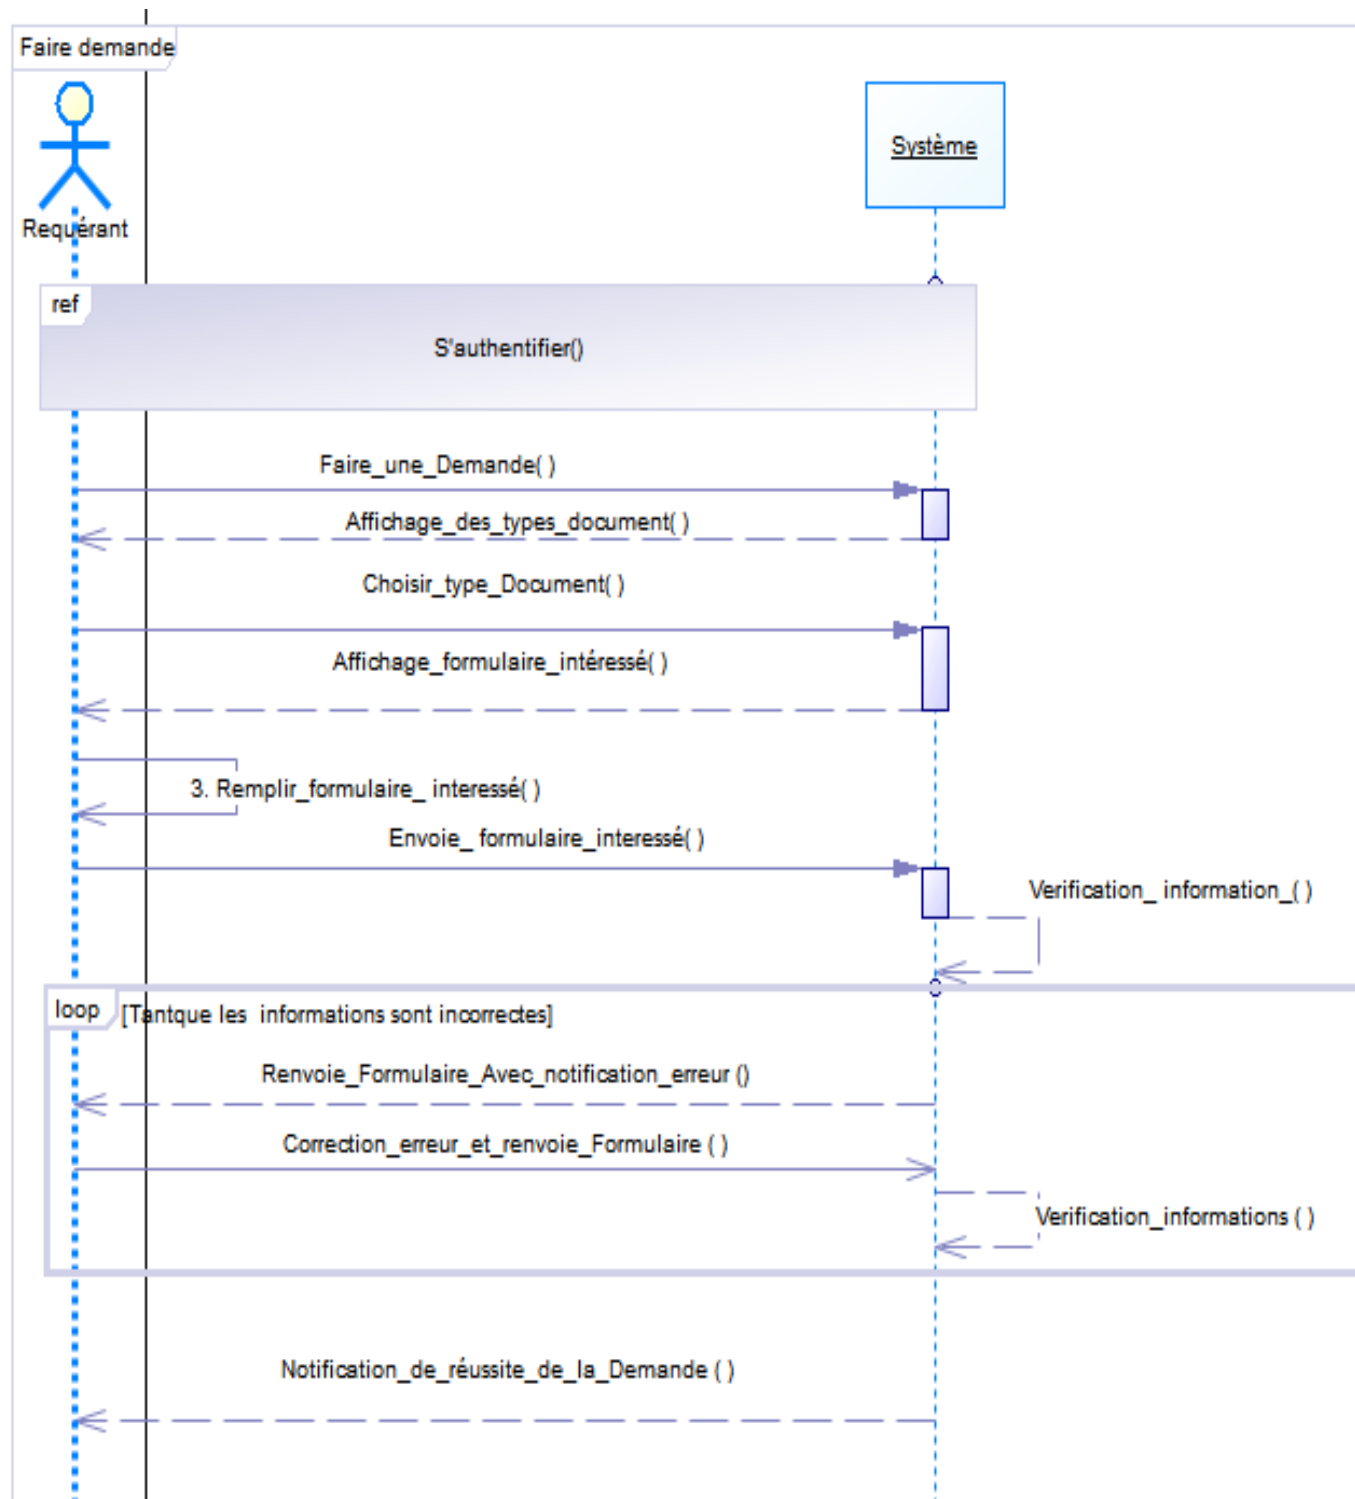 Faire demande
Système
Requérant
ref
S'authentifier()
Faire_une_Demande( )
Affichage_des_types_document( )
Choisir_type_Document( )
Affichage_formulaire_intéressé( )
3. Remplir_formulaire_ interessé( )
Envoie_ formulaire_interessé( )
Verification_ information_( )
loop
[Tantque les  informations sont incorrectes]
Renvoie_Formulaire_Avec_notification_erreur ()
Correction_erreur_et_renvoie_Formulaire ( )
Verification_informations ( )
Notification_de_réussite_de_la_Demande ( )